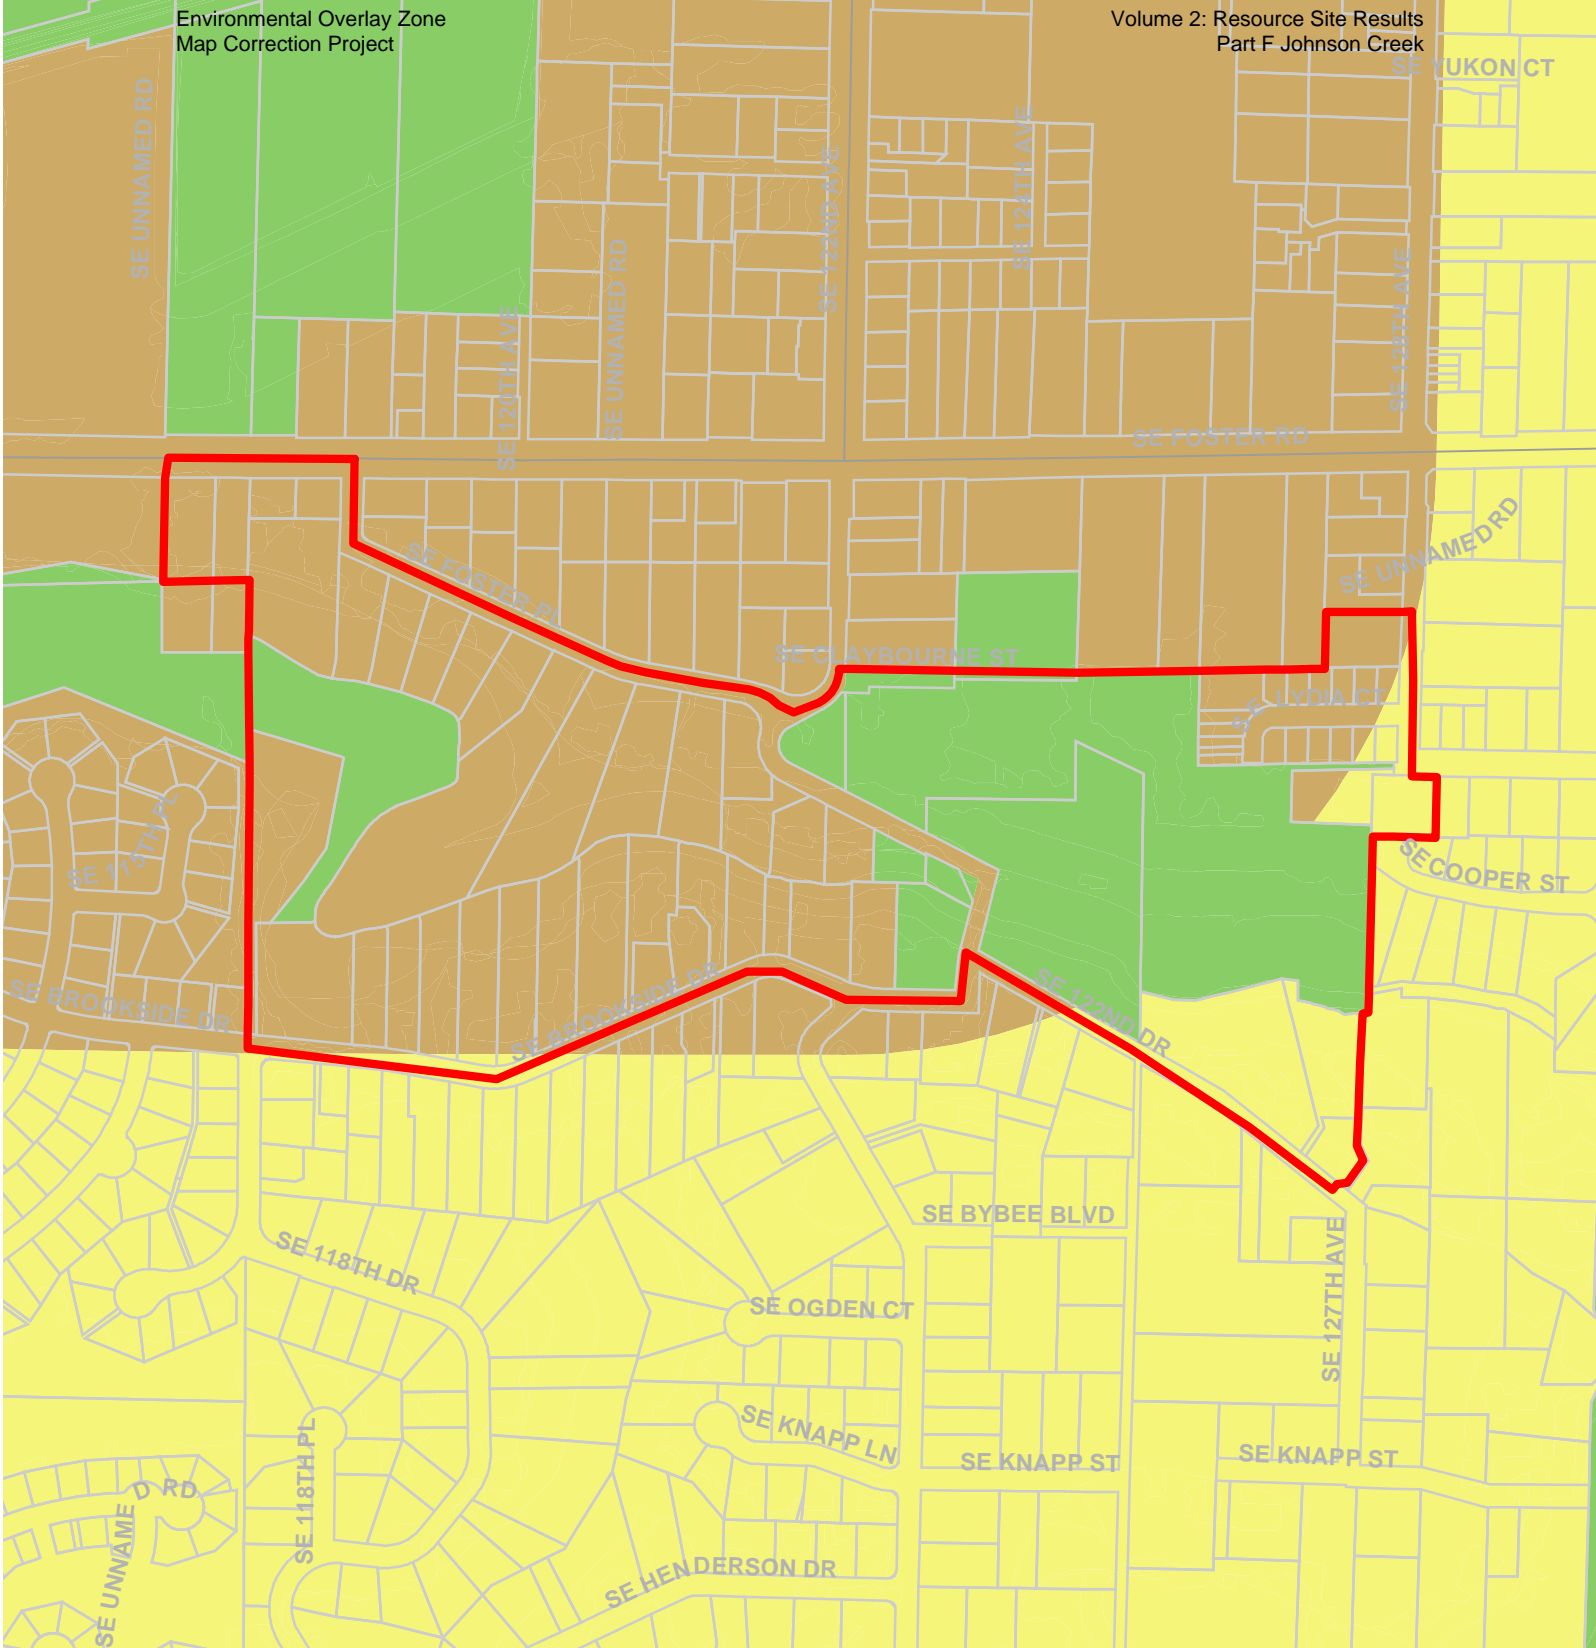 Environmental Overlay Zone
Map Correction Project
Volume 2: Resource Site Results
Part F Johnson Creek
SE YUKON CT
SE UNNAMED RD
SE 124TH AVE
SE 122ND AVE
SE UNNAMED RD
SE 128TH AVE
SE 120TH AVE
SE FOSTER RD
SE UNNAMED RD
SE FOSTER PL
SE CLAYBOURNE ST
SE LYDIA CT
SE 115TH PL
SE COOPER ST
SE BROOKSIDE DR
SE BROOKSIDE DR
SE 122ND DR
SE BYBEE BLVD
SE 118TH DR
SE OGDEN CT
SE 127TH AVE
SE KNAPP LN
SE KNAPP ST
SE KNAPP ST
SE 118TH PL
SE UNNAMED RD
SE HENDERSON DR